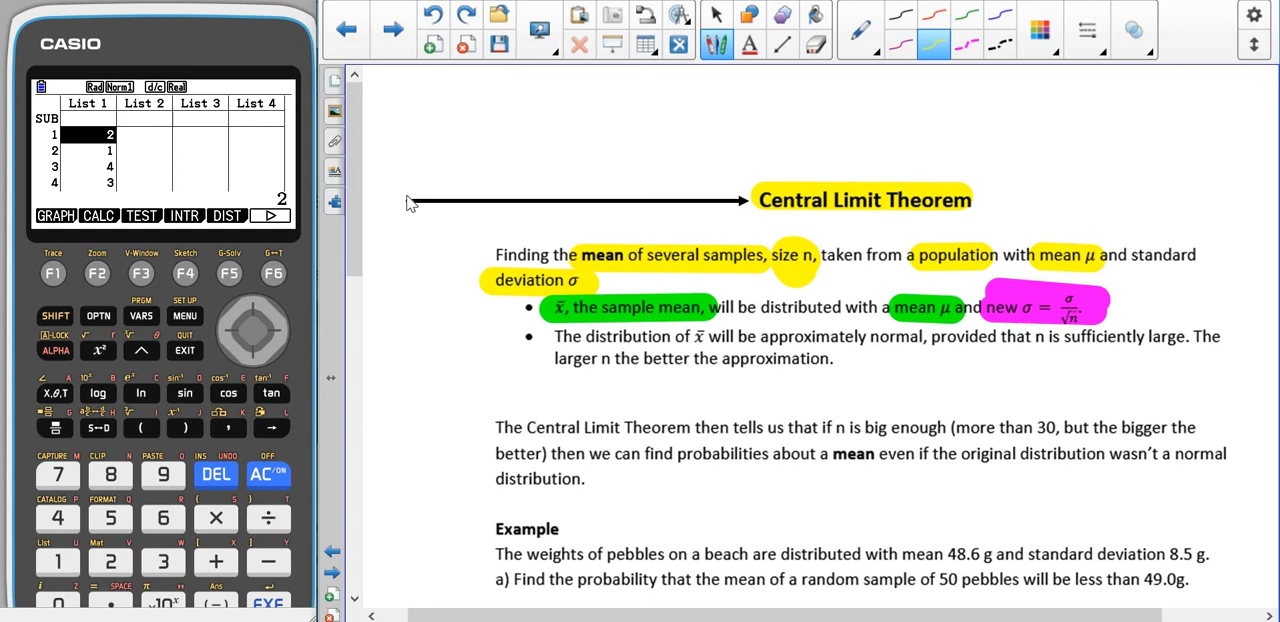 CASIO
Rad Norm1 d/c Real
List 1 List 2 List 3 List 4
SUB
1 2
2 1
3 4
4 3
2
GRAPH CALC TEST INTR DIST
Trace Zoom V-Window Sketch G-Solv G↔T
F1 F2 F3 F4 F5 F6
PRGM SET UP
SHIFT OPTN VARS MENU
A-LOCK √ r ˣ√ θ QUIT
ALPHA x² ^ EXIT
∠ A 10ˣ B eˣ C sin⁻¹ D cos⁻¹ E tan⁻¹ F
X,θ,T log ln sin cos tan
G H ³√ I x⁻¹ J K L
S↔D ( ) , →
CAPTURE M CLIP N PASTE O INS UNDO OFF
7 8 9 DEL AC/ON
CATALOG P FORMAT Q R { S } T
4 5 6 × ÷
List U Mat V W [ X ] Y
1 2 3 + −
i Z = SPACE π " Ans
0 . ×10ˣ (−) EXE
Central Limit Theorem
Finding the mean of several samples, size n, taken from a population with mean μ and standard
deviation σ
• x̄, the sample mean, will be distributed with a mean μ and new σ = σ/√n.
• The distribution of x̄ will be approximately normal, provided that n is sufficiently large. The
larger n the better the approximation.
The Central Limit Theorem then tells us that if n is big enough (more than 30, but the bigger the
better) then we can find probabilities about a mean even if the original distribution wasn't a normal
distribution.
Example
The weights of pebbles on a beach are distributed with mean 48.6 g and standard deviation 8.5 g.
a) Find the probability that the mean of a random sample of 50 pebbles will be less than 49.0g.